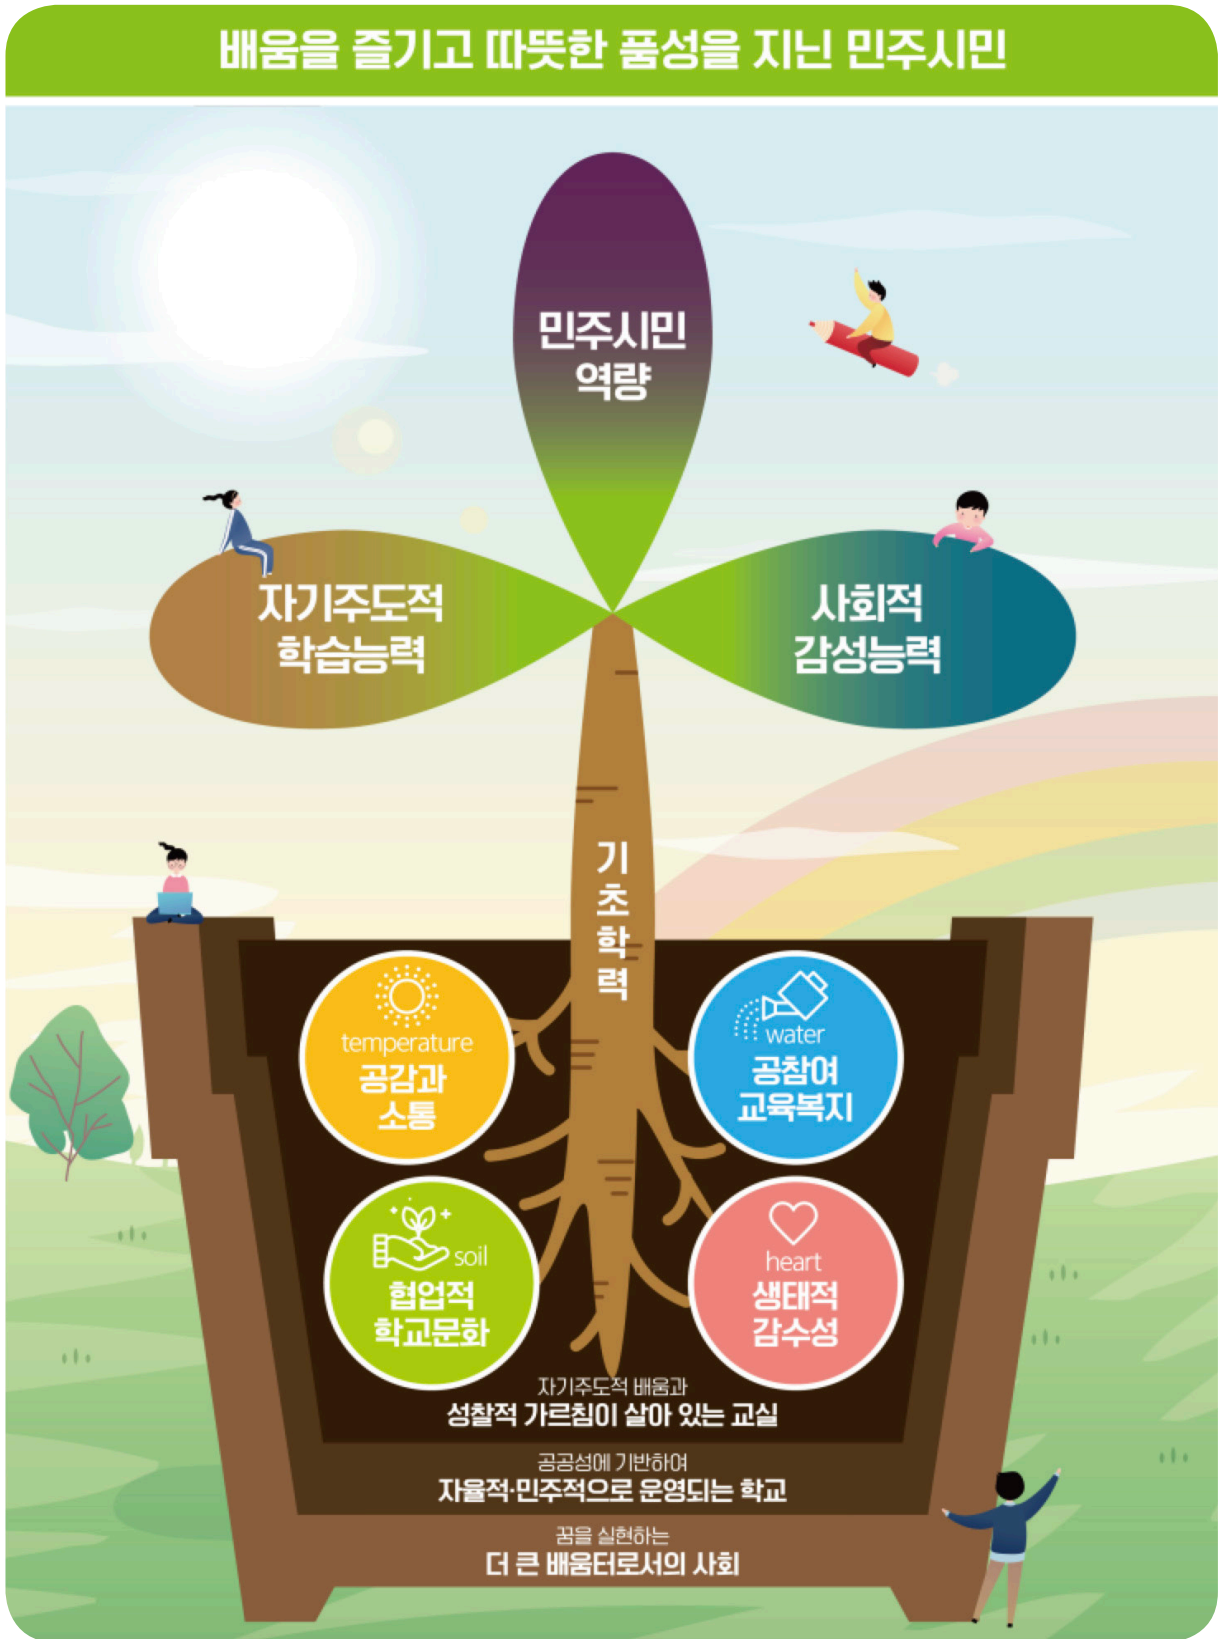 배움을 즐기고 따뜻한 품성을 지닌 민주시민
민주시민
역량
자기주도적
학습능력
사회적
감성능력
기
초
학
력
temperature
공감과
소통
water
공참여
교육복지
soil
협업적
학교문화
heart
생태적
감수성
자기주도적 배움과
성찰적 가르침이 살아 있는 교실
공공성에 기반하여
자율적·민주적으로 운영되는 학교
꿈을 실현하는
더 큰 배움터로서의 사회